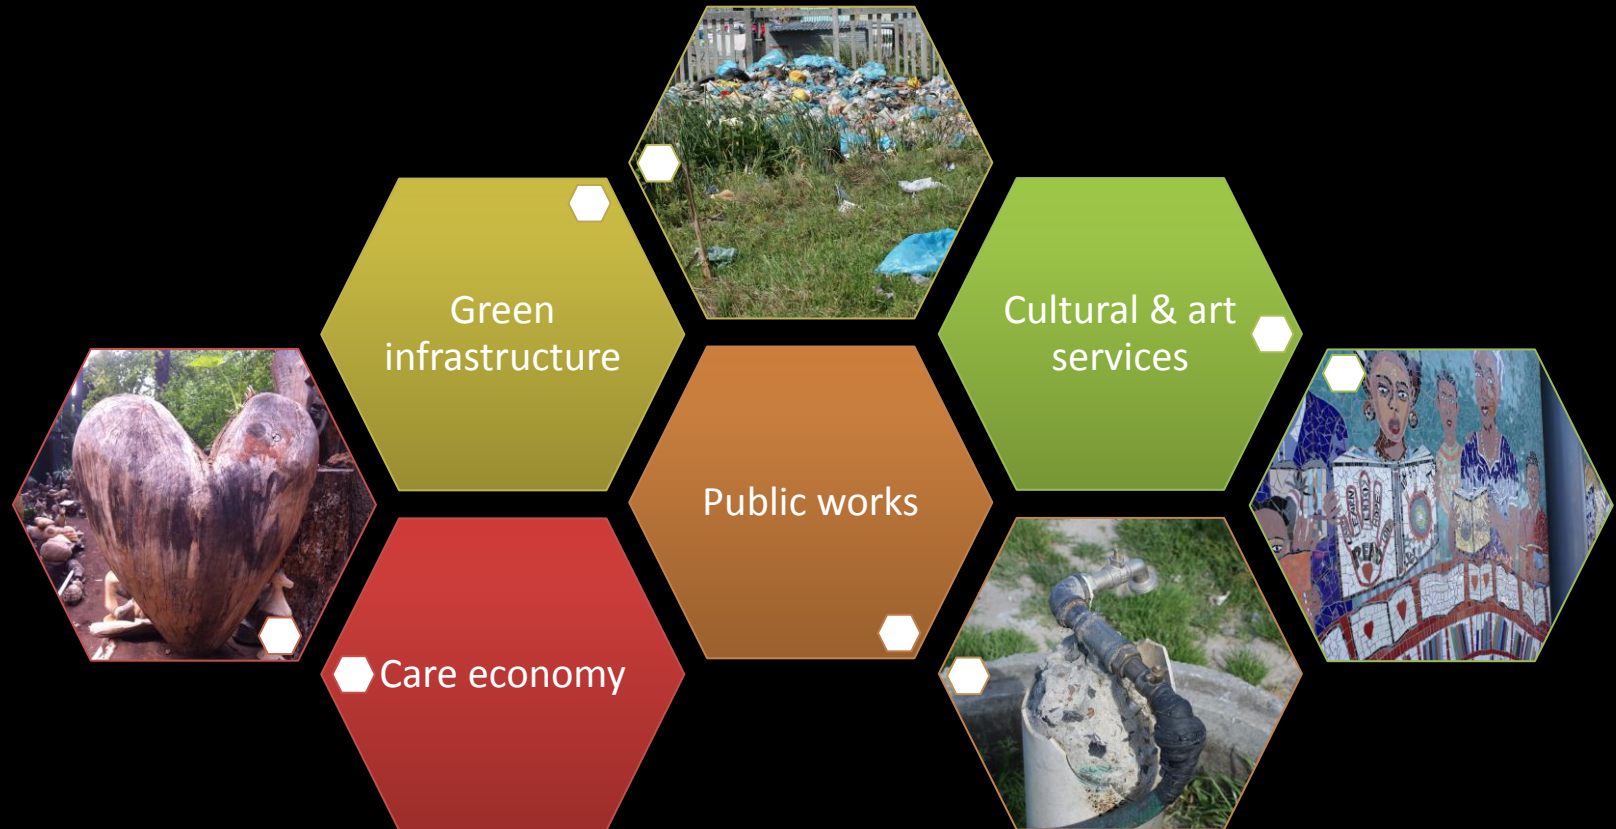 Green
infrastructure
Cultural & art
services
Public works
Care economy